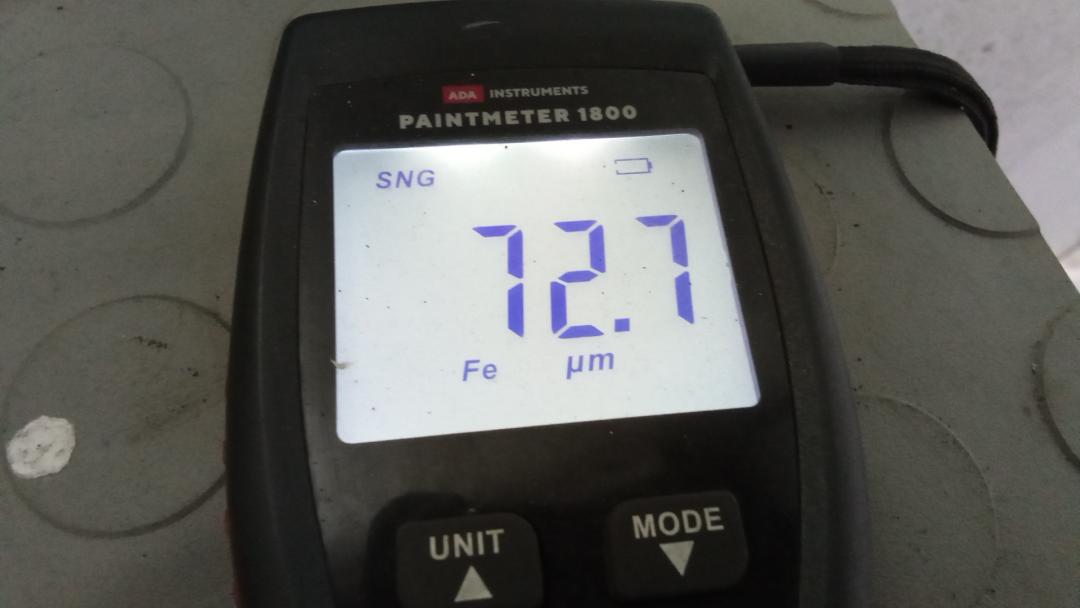 ADA INSTRUMENTS
PAINTMETER 1800
SNG
72.7
Fe µm
UNIT
MODE